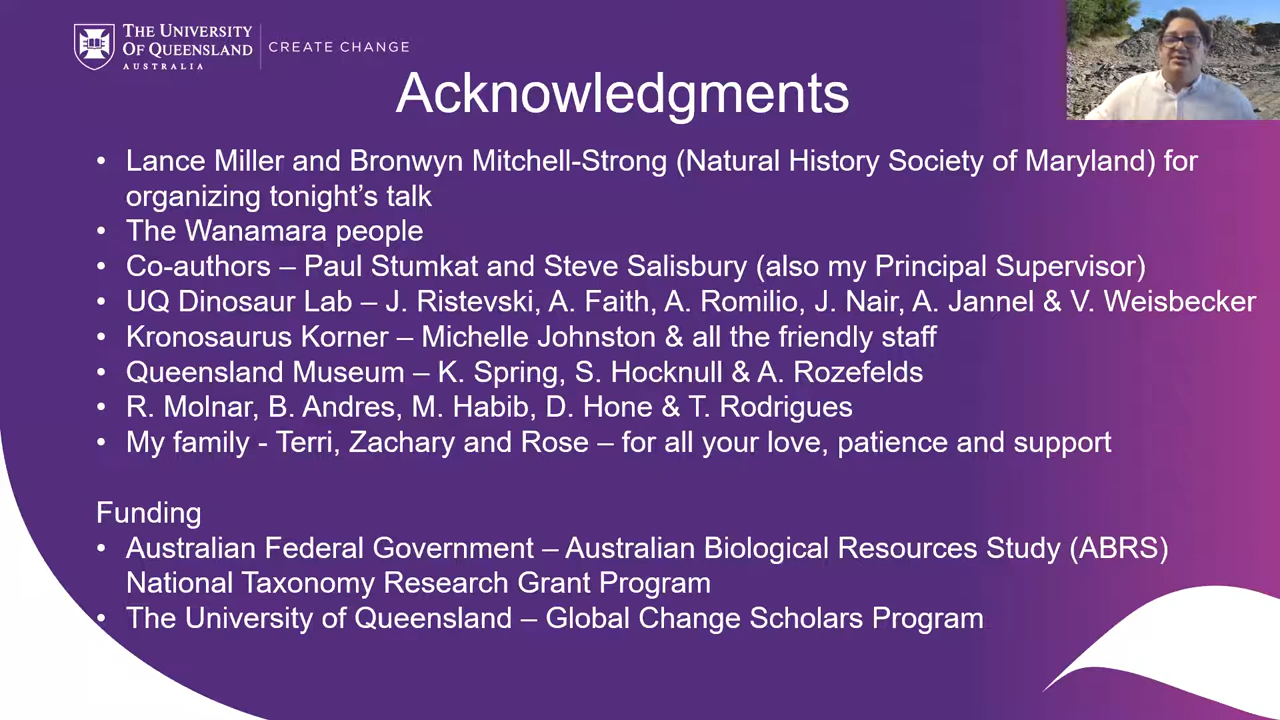 THE UNIVERSITY
OF QUEENSLAND
AUSTRALIA
CREATE CHANGE
Acknowledgments
• Lance Miller and Bronwyn Mitchell-Strong (Natural History Society of Maryland) for
organizing tonight's talk
• The Wanamara people
• Co-authors – Paul Stumkat and Steve Salisbury (also my Principal Supervisor)
• UQ Dinosaur Lab – J. Ristevski, A. Faith, A. Romilio, J. Nair, A. Jannel & V. Weisbecker
• Kronosaurus Korner – Michelle Johnston & all the friendly staff
• Queensland Museum – K. Spring, S. Hocknull & A. Rozefelds
• R. Molnar, B. Andres, M. Habib, D. Hone & T. Rodrigues
• My family - Terri, Zachary and Rose – for all your love, patience and support
Funding
• Australian Federal Government – Australian Biological Resources Study (ABRS)
National Taxonomy Research Grant Program
• The University of Queensland – Global Change Scholars Program